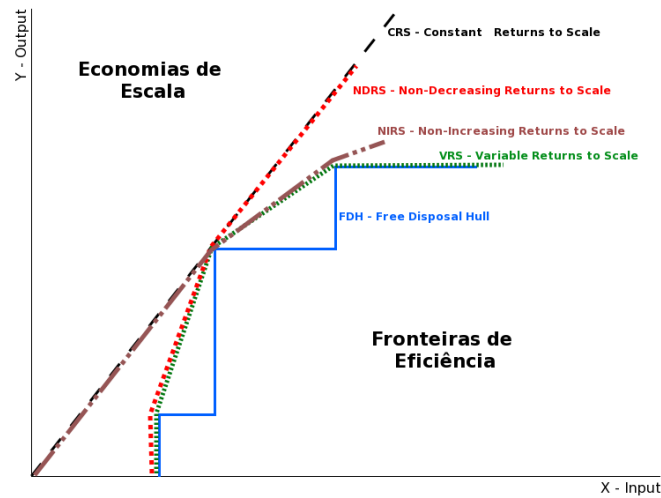 Y - Output
Economias de
Escala
CRS - Constant   Returns to Scale
NDRS - Non-Decreasing Returns to Scale
NIRS - Non-Increasing Returns to Scale
VRS - Variable Returns to Scale
FDH - Free Disposal Hull
Fronteiras de
Eficiência
X - Input